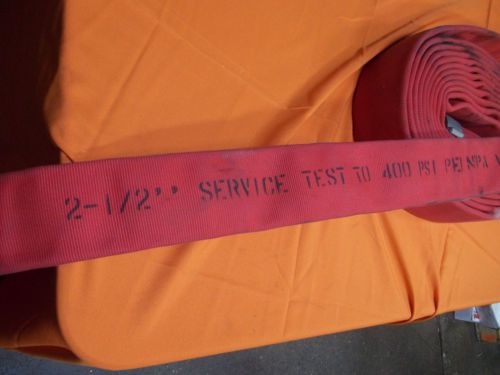 2-1/2" SERVICE TEST TO 400 PSI PER NFPA